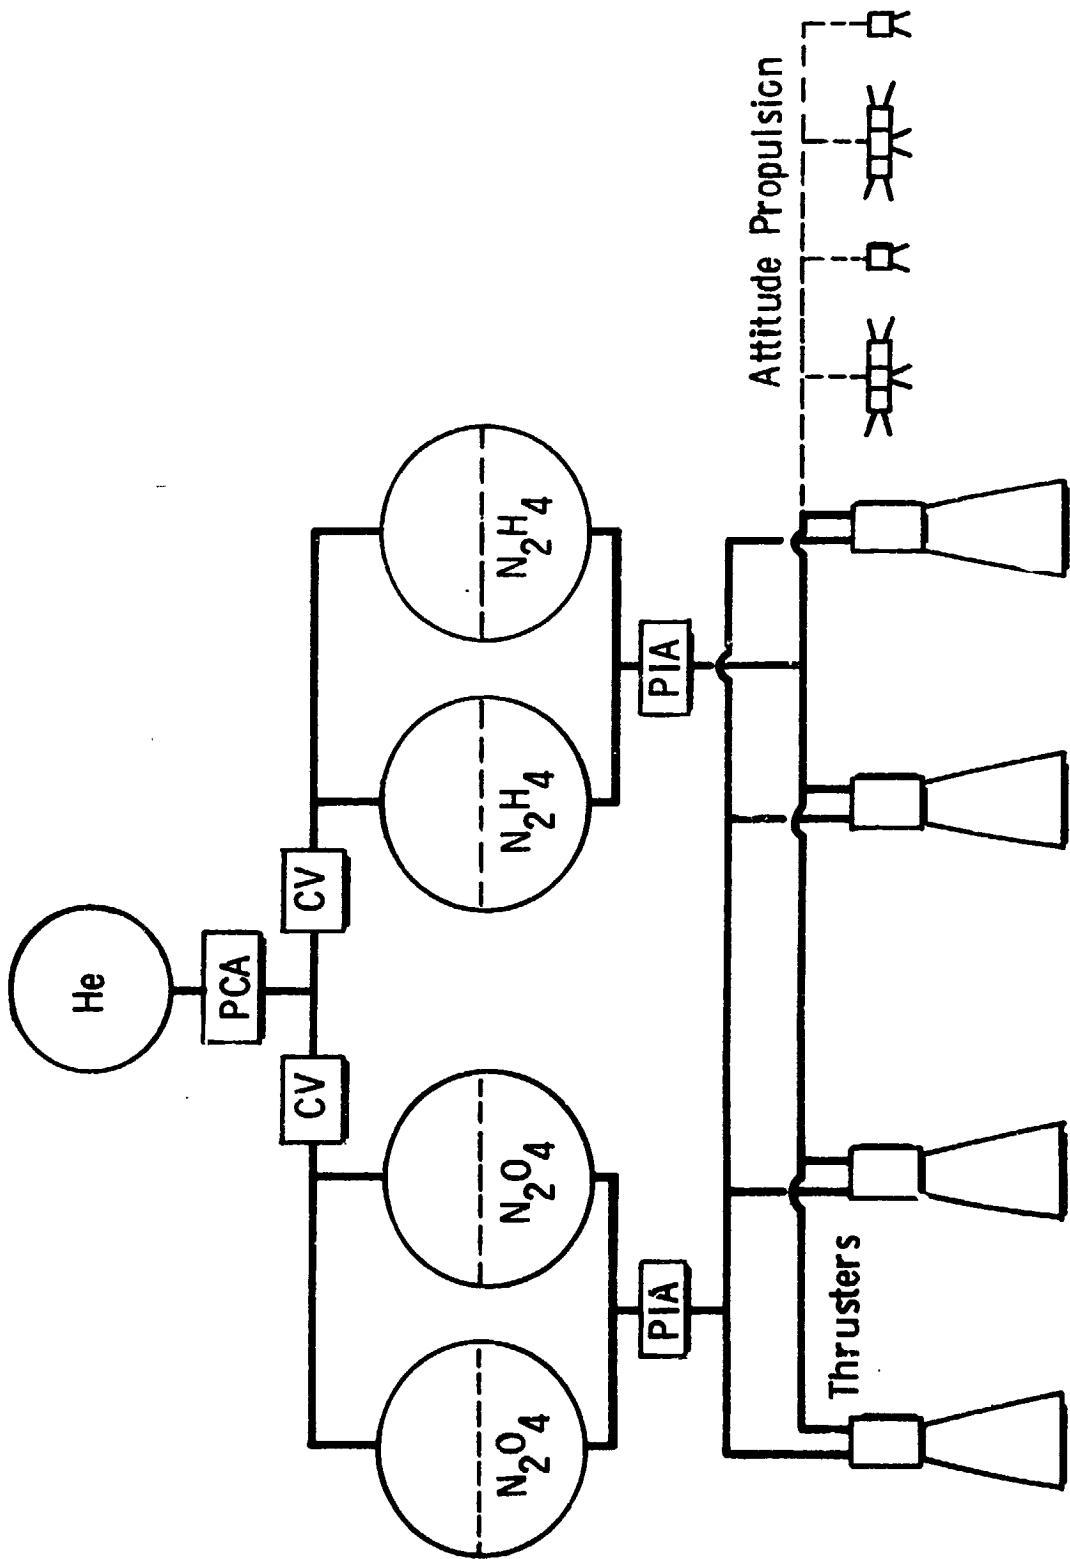 He
PCA
CV
CV
N2O4
N2O4
N2H4
N2H4
PIA
PIA
Thrusters
Attitude Propulsion